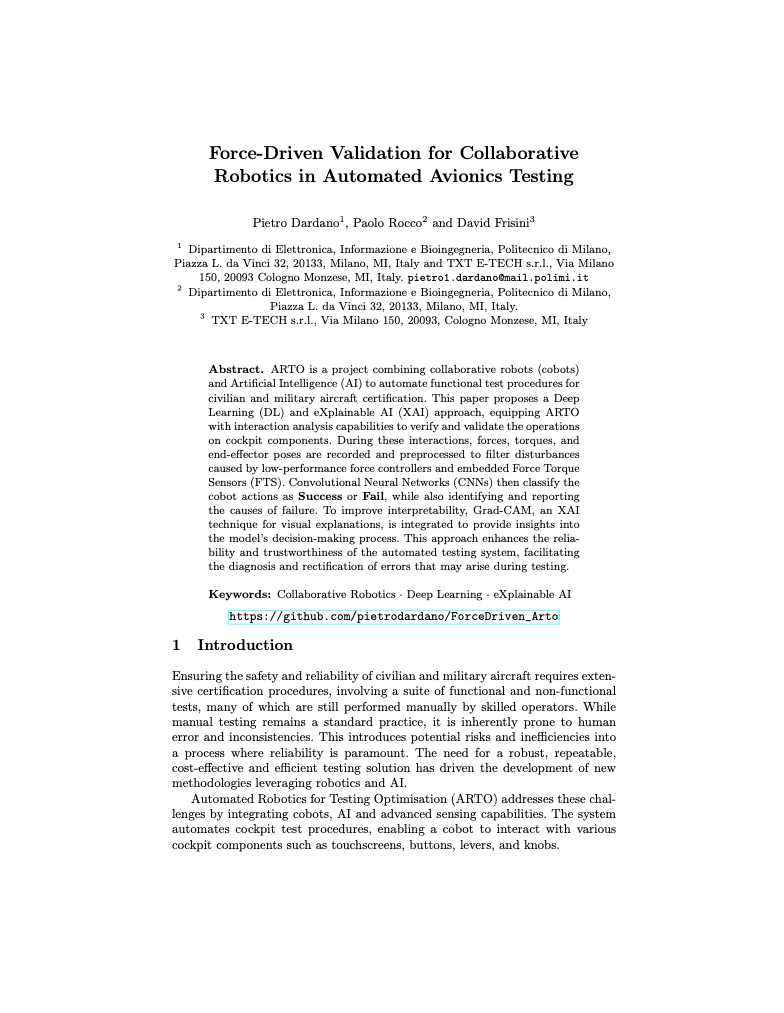 Force-Driven Validation for Collaborative
Robotics in Automated Avionics Testing
Pietro Dardano1, Paolo Rocco2 and David Frisini3
1 Dipartimento di Elettronica, Informazione e Bioingegneria, Politecnico di Milano,
Piazza L. da Vinci 32, 20133, Milano, MI, Italy and TXT E-TECH s.r.l., Via Milano
150, 20093 Cologno Monzese, MI, Italy. pietro1.dardano@mail.polimi.it
2 Dipartimento di Elettronica, Informazione e Bioingegneria, Politecnico di Milano,
Piazza L. da Vinci 32, 20133, Milano, MI, Italy.
3 TXT E-TECH s.r.l., Via Milano 150, 20093, Cologno Monzese, MI, Italy
Abstract. ARTO is a project combining collaborative robots (cobots)
and Artificial Intelligence (AI) to automate functional test procedures for
civilian and military aircraft certification. This paper proposes a Deep
Learning (DL) and eXplainable AI (XAI) approach, equipping ARTO
with interaction analysis capabilities to verify and validate the operations
on cockpit components. During these interactions, forces, torques, and
end-effector poses are recorded and preprocessed to filter disturbances
caused by low-performance force controllers and embedded Force Torque
Sensors (FTS). Convolutional Neural Networks (CNNs) then classify the
cobot actions as Success or Fail, while also identifying and reporting
the causes of failure. To improve interpretability, Grad-CAM, an XAI
technique for visual explanations, is integrated to provide insights into
the model's decision-making process. This approach enhances the relia-
bility and trustworthiness of the automated testing system, facilitating
the diagnosis and rectification of errors that may arise during testing.
Keywords: Collaborative Robotics · Deep Learning · eXplainable AI
https://github.com/pietrodardano/ForceDriven_Arto
1 Introduction
Ensuring the safety and reliability of civilian and military aircraft requires exten-
sive certification procedures, involving a suite of functional and non-functional
tests, many of which are still performed manually by skilled operators. While
manual testing remains a standard practice, it is inherently prone to human
error and inconsistencies. This introduces potential risks and inefficiencies into
a process where reliability is paramount. The need for a robust, repeatable,
cost-effective and efficient testing solution has driven the development of new
methodologies leveraging robotics and AI.
Automated Robotics for Testing Optimisation (ARTO) addresses these chal-
lenges by integrating cobots, AI and advanced sensing capabilities. The system
automates cockpit test procedures, enabling a cobot to interact with various
cockpit components such as touchscreens, buttons, levers, and knobs.